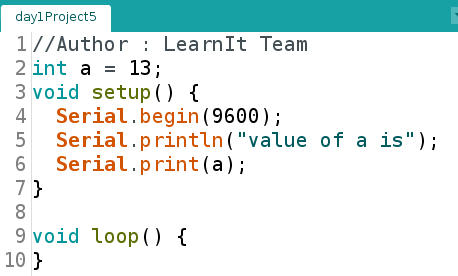 day1Project5
1 //Author : LearnIt Team
2 int a = 13;
3 void setup() {
4   Serial.begin(9600);
5   Serial.println("value of a is");
6   Serial.print(a);
7 }
8
9 void loop() {
10 }